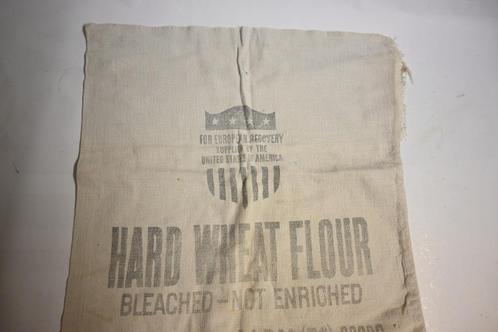 FOR EUROPEAN RECOVERY
SUPPLIED BY THE
UNITED STATES OF AMERICA
HARD WHEAT FLOUR
BLEACHED-NOT ENRICHED